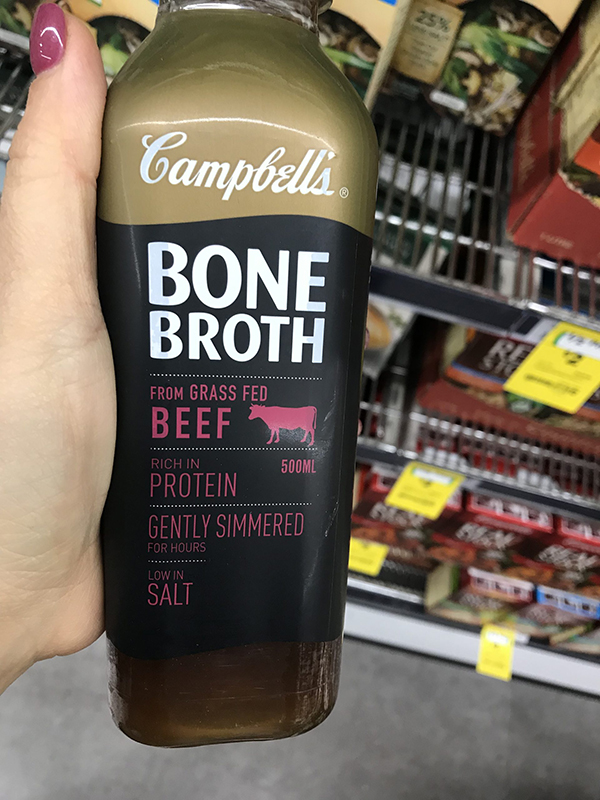 25%
Campbell's®
BONE
BROTH
FROM GRASS FED
BEEF
RICH IN
500ML
PROTEIN
GENTLY SIMMERED
FOR HOURS
LOW IN
SALT
$2